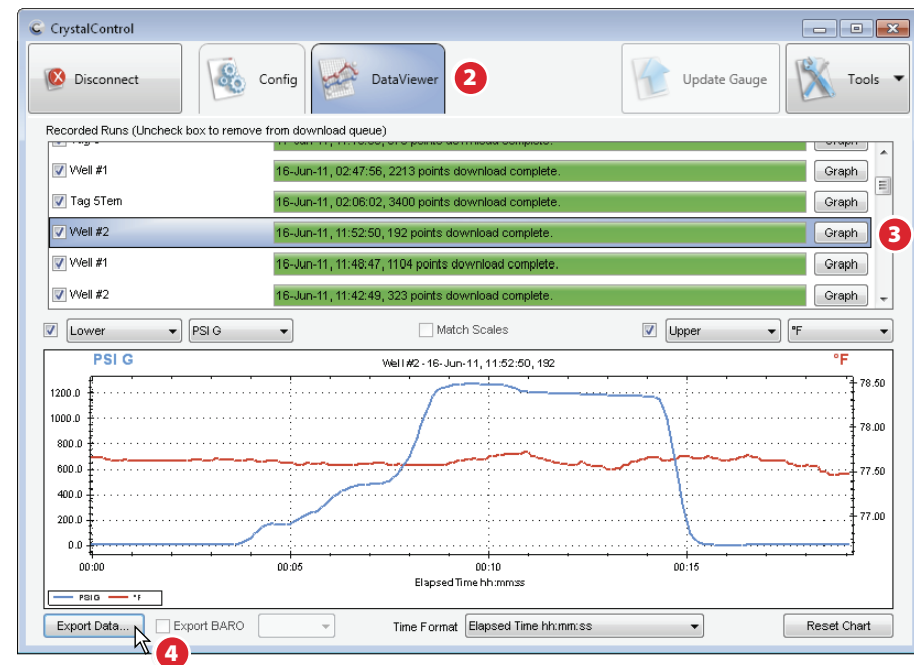 CrystalControl
Disconnect Config DataViewer 2 Update Gauge Tools
Recorded Runs (Uncheck box to remove from download queue)
Well #1 16-Jun-11, 02:47:56, 2213 points download complete. Graph
Tag 5Tem 16-Jun-11, 02:06:02, 3400 points download complete. Graph
Well #2 16-Jun-11, 11:52:50, 192 points download complete. Graph 3
Well #1 16-Jun-11, 11:48:47, 1104 points download complete. Graph
Well #2 16-Jun-11, 11:42:49, 323 points download complete. Graph
Lower PSI G Match Scales Upper °F
PSI G Well #2 - 16-Jun-11, 11:52:50, 192 °F
1200.0 78.50
1000.0
800.0 78.00
600.0 77.50
400.0
200.0 77.00
0.0
00:00 00:05 00:10 00:15
Elapsed Time hh:mm:ss
PSI G °F
Export Data... Export BARO Time Format Elapsed Time hh:mm:ss Reset Chart
4